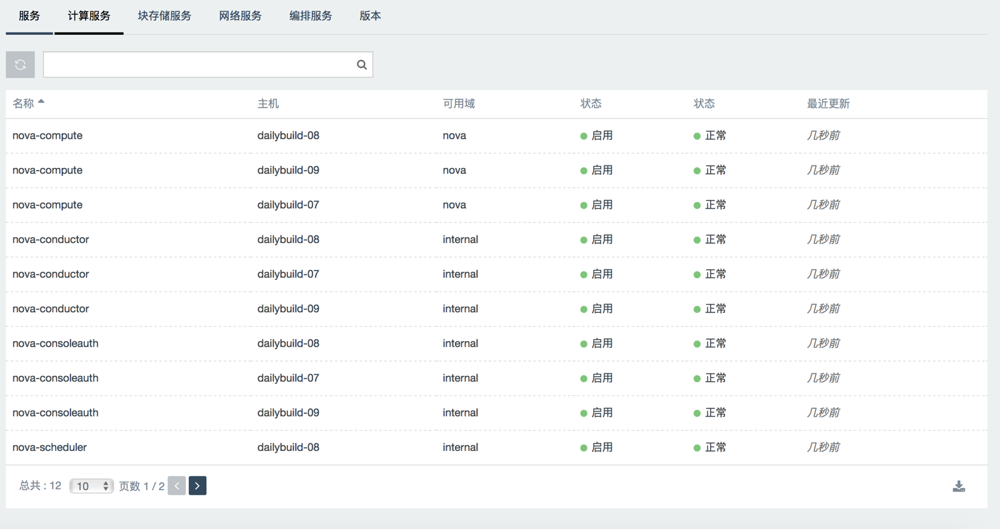 服务 计算服务 块存储服务 网络服务 编排服务 版本
名称 主机 可用域 状态 状态 最近更新
nova-compute dailybuild-08 nova 启用 正常 几秒前
nova-compute dailybuild-09 nova 启用 正常 几秒前
nova-compute dailybuild-07 nova 启用 正常 几秒前
nova-conductor dailybuild-08 internal 启用 正常 几秒前
nova-conductor dailybuild-07 internal 启用 正常 几秒前
nova-conductor dailybuild-09 internal 启用 正常 几秒前
nova-consoleauth dailybuild-08 internal 启用 正常 几秒前
nova-consoleauth dailybuild-07 internal 启用 正常 几秒前
nova-consoleauth dailybuild-09 internal 启用 正常 几秒前
nova-scheduler dailybuild-08 internal 启用 正常 几秒前
总共 : 12 10 页数 1 / 2